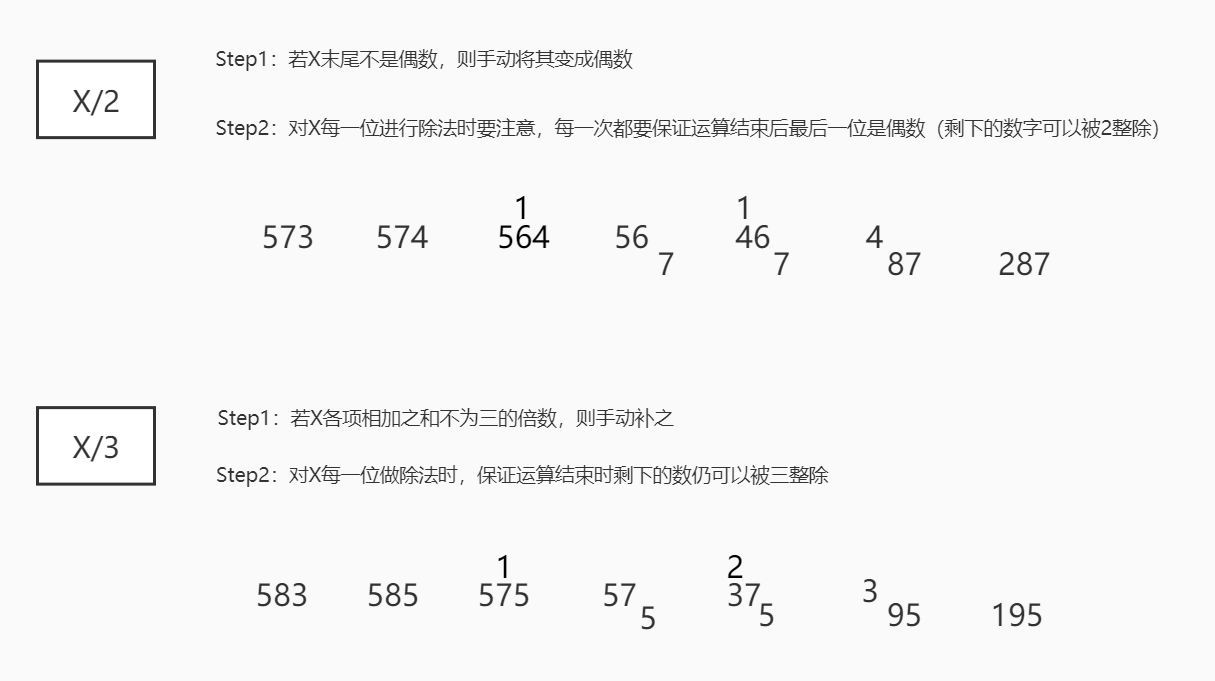 Step1：若X末尾不是偶数，则手动将其变成偶数
X/2
Step2：对X每一位进行除法时要注意，每一次都要保证运算结束后最后一位是偶数（剩下的数字可以被2整除）
1 1
573 574 564 56 46 4
7 7 87 287
Step1：若X各项相加之和不为三的倍数，则手动补之
X/3
Step2：对X每一位做除法时，保证运算结束时剩下的数仍可以被三整除
1 2
583 585 575 57 37 3
5 5 95 195